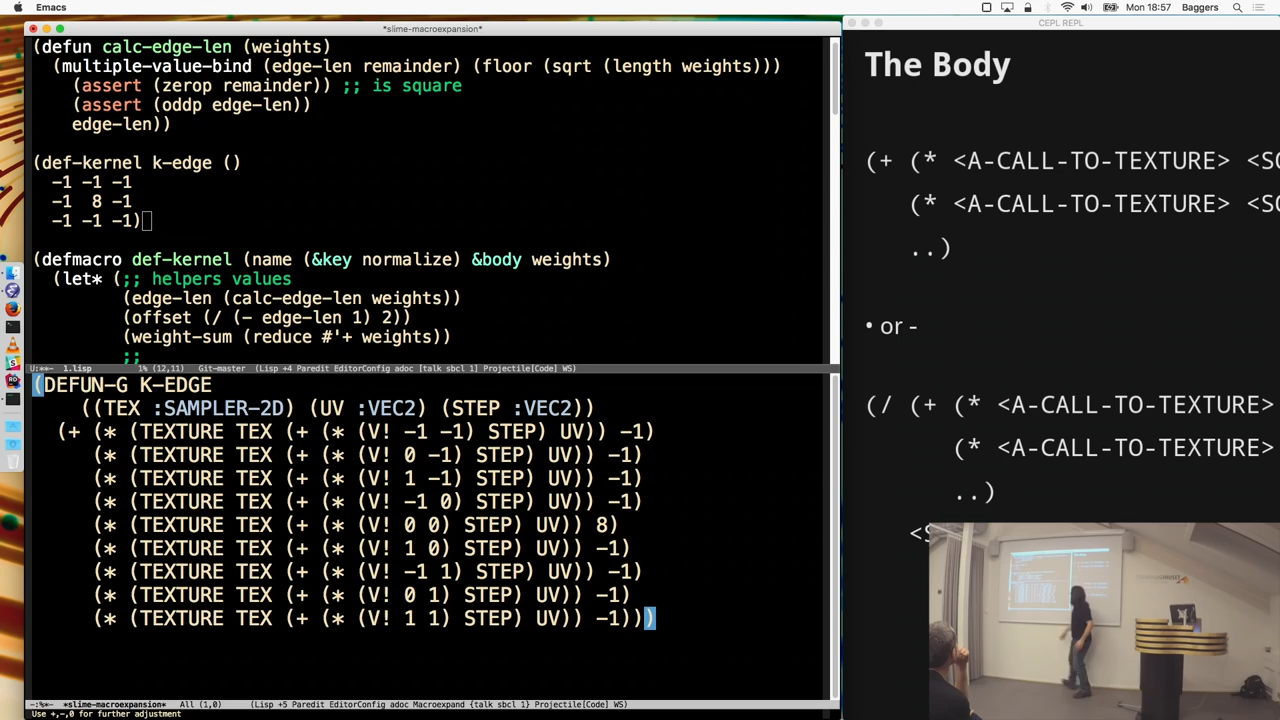 Emacs
Mon 18:57
Baggers
*slime-macroexpansion*
(defun calc-edge-len (weights)
(multiple-value-bind (edge-len remainder) (floor (sqrt (length weights)))
(assert (zerop remainder)) ;; is square
(assert (oddp edge-len))
edge-len))
(def-kernel k-edge ()
-1 -1 -1
-1 8 -1
-1 -1 -1)
(defmacro def-kernel (name (&key normalize) &body weights)
(let* (;; helpers values
(edge-len (calc-edge-len weights))
(offset (/ (- edge-len 1) 2))
(weight-sum (reduce #'+ weights))
;;
U:**- 1.lisp 1% (12,11) Git-master (Lisp +4 Paredit EditorConfig adoc [talk sbcl 1] Projectile[Code] WS)
(DEFUN-G K-EDGE
((TEX :SAMPLER-2D) (UV :VEC2) (STEP :VEC2))
(+ (* (TEXTURE TEX (+ (* (V! -1 -1) STEP) UV)) -1)
(* (TEXTURE TEX (+ (* (V! 0 -1) STEP) UV)) -1)
(* (TEXTURE TEX (+ (* (V! 1 -1) STEP) UV)) -1)
(* (TEXTURE TEX (+ (* (V! -1 0) STEP) UV)) -1)
(* (TEXTURE TEX (+ (* (V! 0 0) STEP) UV)) 8)
(* (TEXTURE TEX (+ (* (V! 1 0) STEP) UV)) -1)
(* (TEXTURE TEX (+ (* (V! -1 1) STEP) UV)) -1)
(* (TEXTURE TEX (+ (* (V! 0 1) STEP) UV)) -1)
(* (TEXTURE TEX (+ (* (V! 1 1) STEP) UV)) -1)))
-:%*- *slime-macroexpansion* All (1,0) (Lisp +5 Paredit EditorConfig adoc Macroexpand {talk sbcl 1} Projectile[Code] WS)
Use +,-,0 for further adjustment
CEPL REPL
The Body
(+ (* <A-CALL-TO-TEXTURE> <SO
(* <A-CALL-TO-TEXTURE> <SO
..)
• or -
(/ (+ (* <A-CALL-TO-TEXTURE>
(* <A-CALL-TO-TEXTURE>
..)
<S